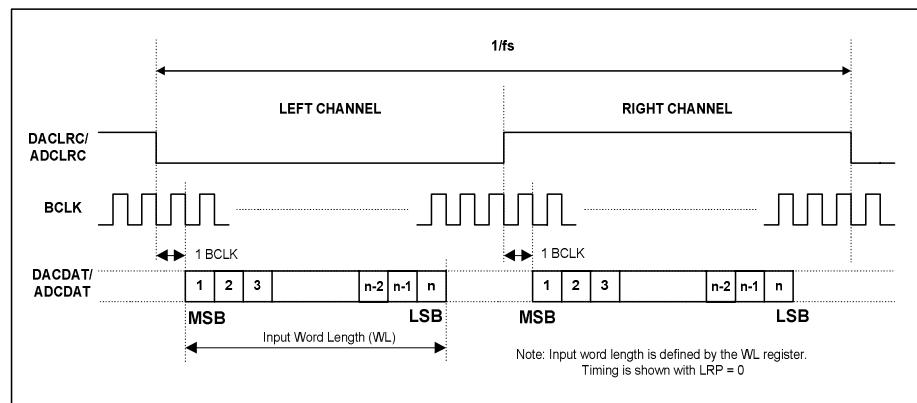 1/fs
LEFT CHANNEL
RIGHT CHANNEL
DACLRC/
ADCLRC
BCLK
1 BCLK
1 BCLK
DACDAT/
ADCDAT
1 2 3 n-2 n-1 n
1 2 3 n-2 n-1 n
MSB
LSB
MSB
LSB
Input Word Length (WL)
Note: Input word length is defined by the WL register.
Timing is shown with LRP = 0